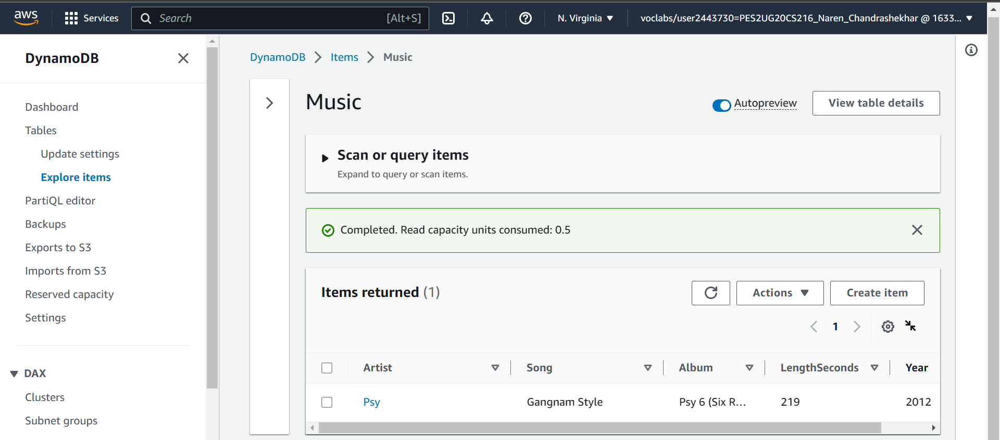 aws
Services
Search
[Alt+S]
N. Virginia
voclabs/user2443730=PES2UG20CS216_Naren_Chandrashekhar @ 1633...
DynamoDB
Dashboard
Tables
Update settings
Explore items
PartiQL editor
Backups
Exports to S3
Imports from S3
Reserved capacity
Settings
DAX
Clusters
Subnet groups
DynamoDB
Items
Music
Music
Autopreview
View table details
Scan or query items
Expand to query or scan items.
Completed. Read capacity units consumed: 0.5
Items returned (1)
Actions
Create item
1
Artist Song Album LengthSeconds Year
Psy Gangnam Style Psy 6 (Six R... 219 2012